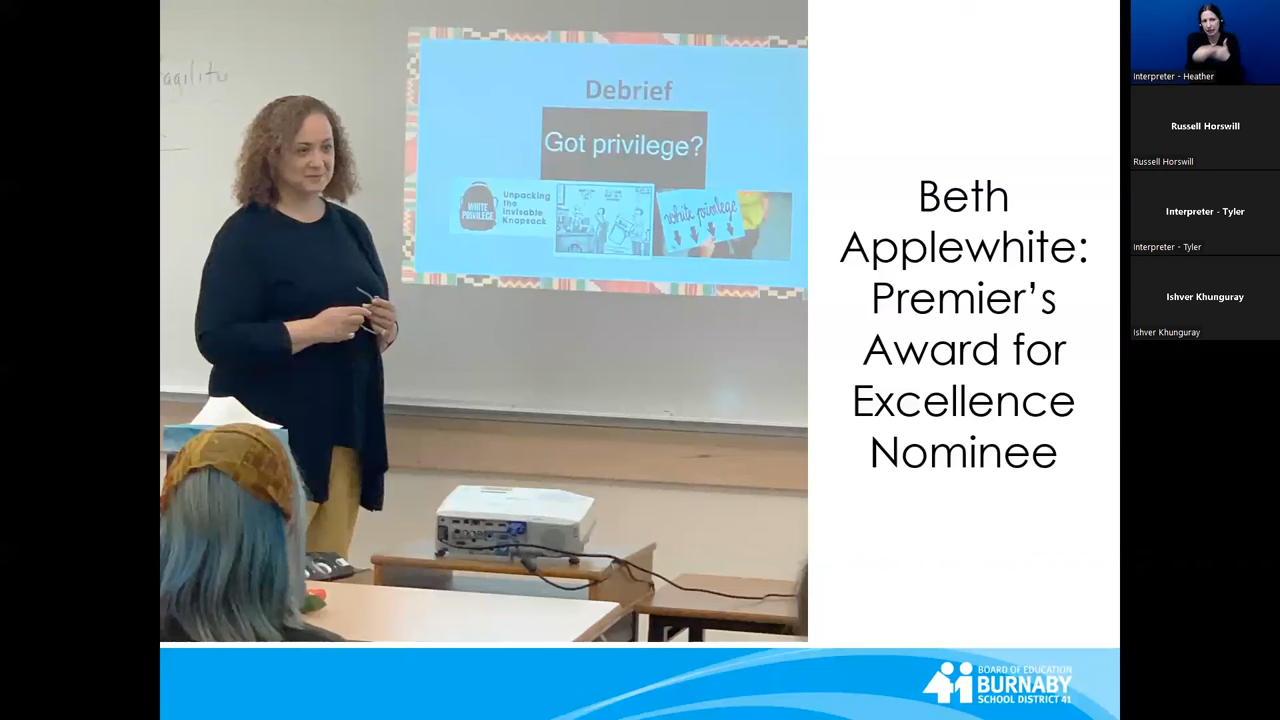 agility
Debrief
Got privilege?
WHITE
PRIVILEGE
Unpacking
the
Invisable
Knapsack
white privilege
Beth
Applewhite:
Premier's
Award for
Excellence
Nominee
BOARD OF EDUCATION
BURNABY
SCHOOL DISTRICT 41
Interpreter - Heather
Russell Horswill
Russell Horswill
Interpreter - Tyler
Interpreter - Tyler
Ishver Khunguray
Ishver Khunguray